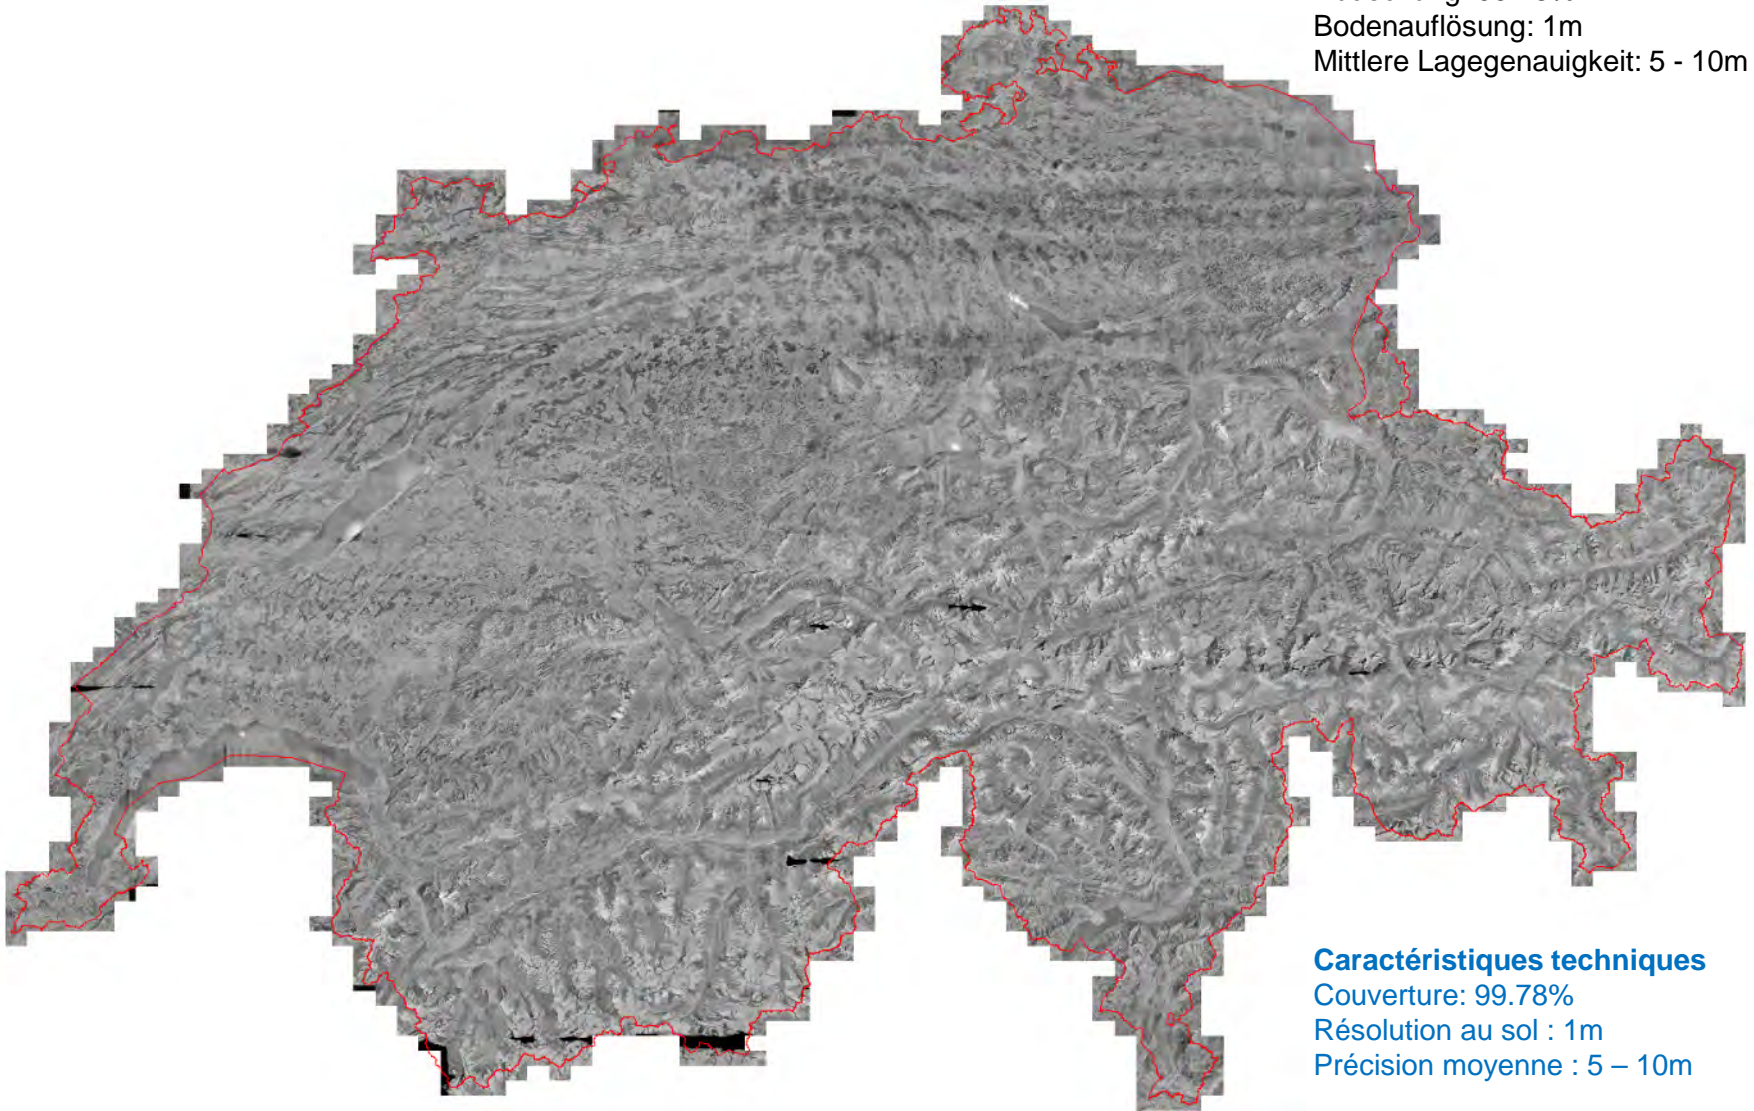 Bodenauflösung: 1m
Mittlere Lagegenauigkeit: 5 - 10m
Caractéristiques techniques
Couverture: 99.78%
Résolution au sol : 1m
Précision moyenne : 5 – 10m